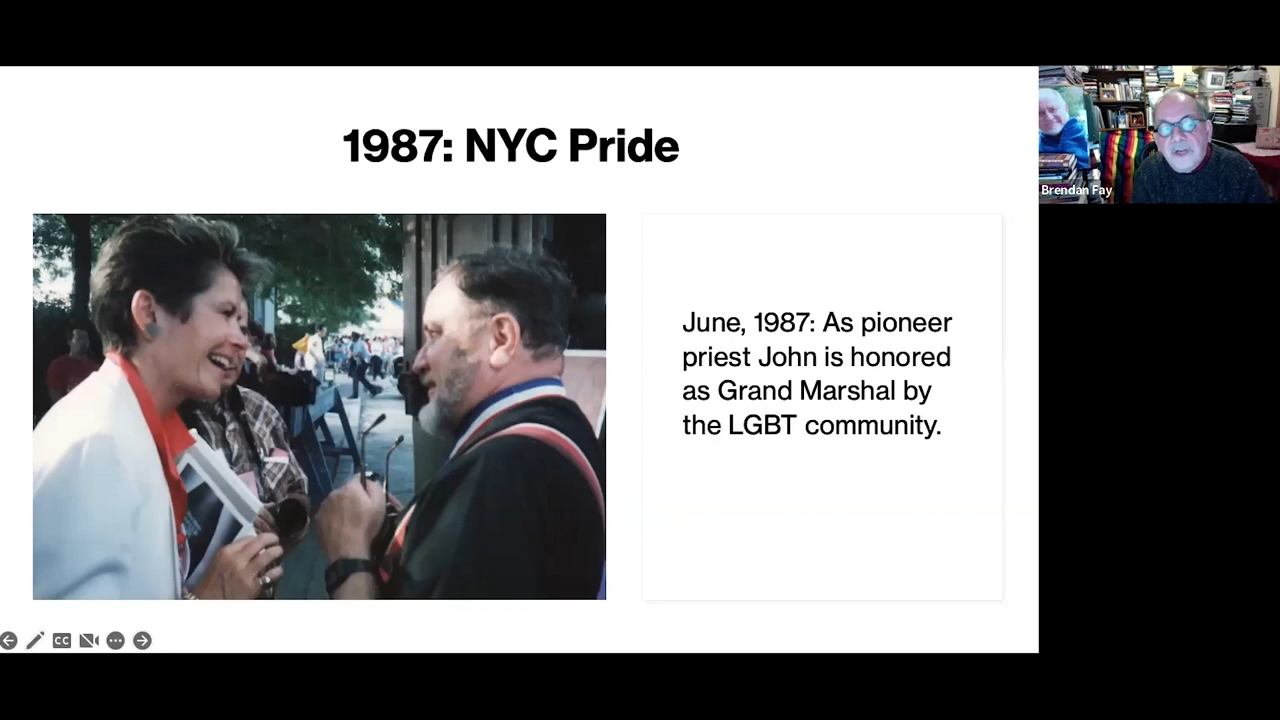 1987: NYC Pride
June, 1987: As pioneer
priest John is honored
as Grand Marshal by
the LGBT community.
Brendan Fay
CC